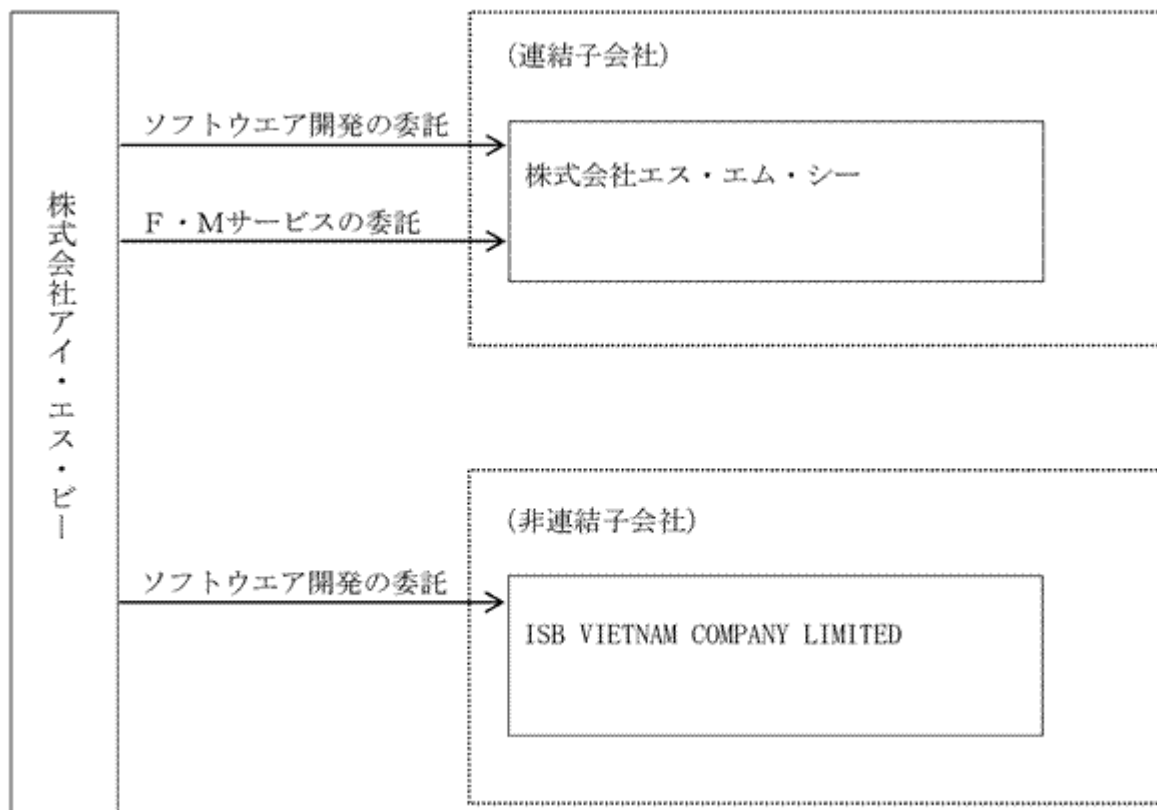 株式会社アイ・エス・ビー
(連結子会社)
ソフトウエア開発の委託
株式会社エス・エム・シー
F・Mサービスの委託
(非連結子会社)
ソフトウエア開発の委託
ISB VIETNAM COMPANY LIMITED